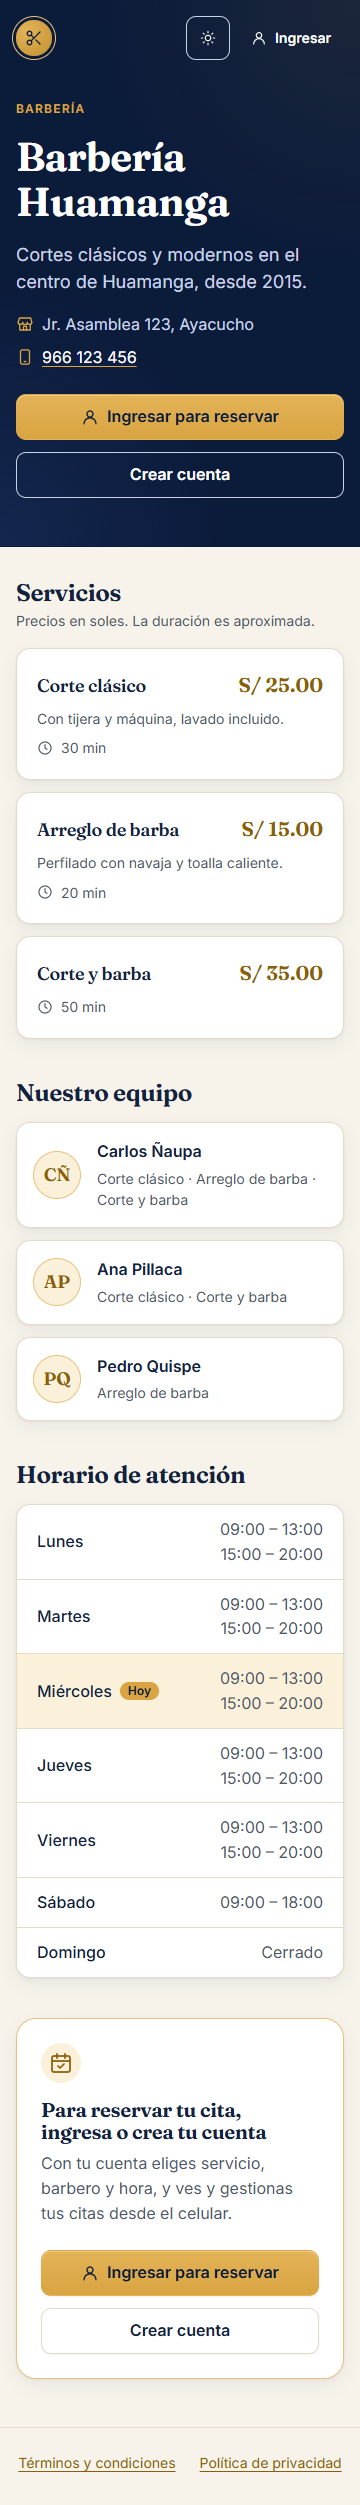 Ingresar
BARBERÍA
Barbería
Huamanga
Cortes clásicos y modernos en el
centro de Huamanga, desde 2015.
Jr. Asamblea 123, Ayacucho
966 123 456
Ingresar para reservar
Crear cuenta
Servicios
Precios en soles. La duración es aproximada.
Corte clásico S/ 25.00
Con tijera y máquina, lavado incluido.
30 min
Arreglo de barba S/ 15.00
Perfilado con navaja y toalla caliente.
20 min
Corte y barba S/ 35.00
50 min
Nuestro equipo
CÑ
Carlos Ñaupa
Corte clásico · Arreglo de barba ·
Corte y barba
AP
Ana Pillaca
Corte clásico · Corte y barba
PQ
Pedro Quispe
Arreglo de barba
Horario de atención
Lunes 09:00 – 13:00
15:00 – 20:00
Martes 09:00 – 13:00
15:00 – 20:00
Miércoles Hoy 09:00 – 13:00
15:00 – 20:00
Jueves 09:00 – 13:00
15:00 – 20:00
Viernes 09:00 – 13:00
15:00 – 20:00
Sábado 09:00 – 18:00
Domingo Cerrado
Para reservar tu cita,
ingresa o crea tu cuenta
Con tu cuenta eliges servicio,
barbero y hora, y ves y gestionas
tus citas desde el celular.
Ingresar para reservar
Crear cuenta
Términos y condiciones Política de privacidad